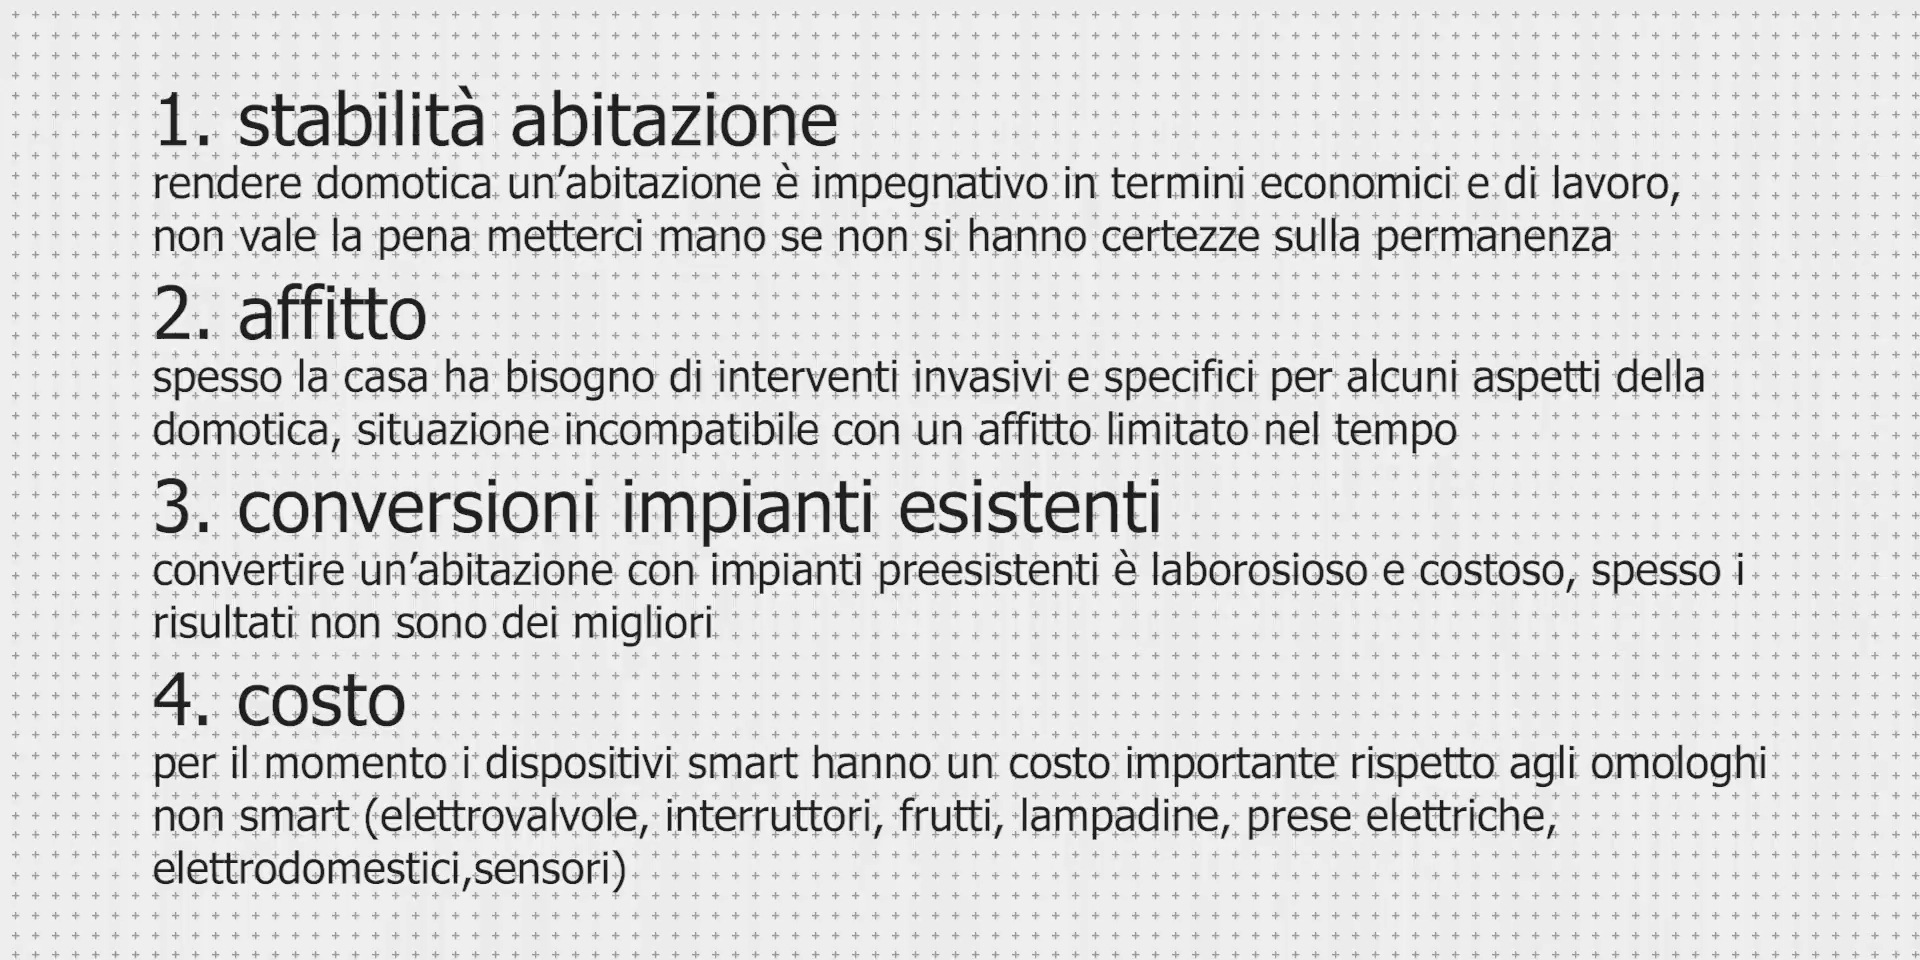 1. stabilità abitazione
rendere domotica un’abitazione è impegnativo in termini economici e di lavoro,
non vale la pena metterci mano se non si hanno certezze sulla permanenza
2. affitto
spesso la casa ha bisogno di interventi invasivi e specifici per alcuni aspetti della
domotica, situazione incompatibile con un affitto limitato nel tempo
3. conversioni impianti esistenti
convertire un’abitazione con impianti preesistenti è laborosioso e costoso, spesso i
risultati non sono dei migliori
4. costo
per il momento i dispositivi smart hanno un costo importante rispetto agli omologhi
non smart (elettrovalvole, interruttori, frutti, lampadine, prese elettriche,
elettrodomestici,sensori)